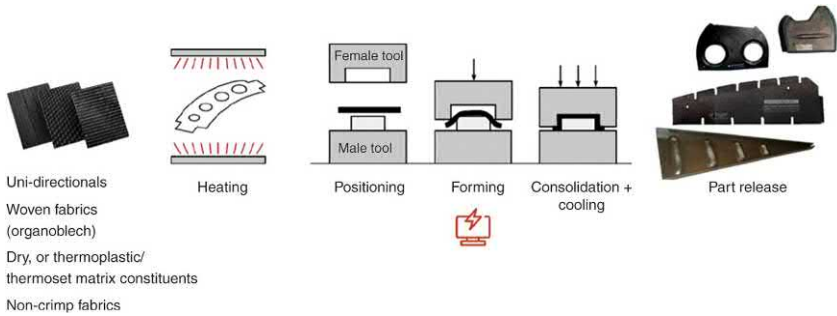 Female tool
Male tool
Uni-directionals
Woven fabrics
(organoblech)
Dry, or thermoplastic/
thermoset matrix constituents
Non-crimp fabrics
Heating
Positioning
Forming
Consolidation +
cooling
Part release